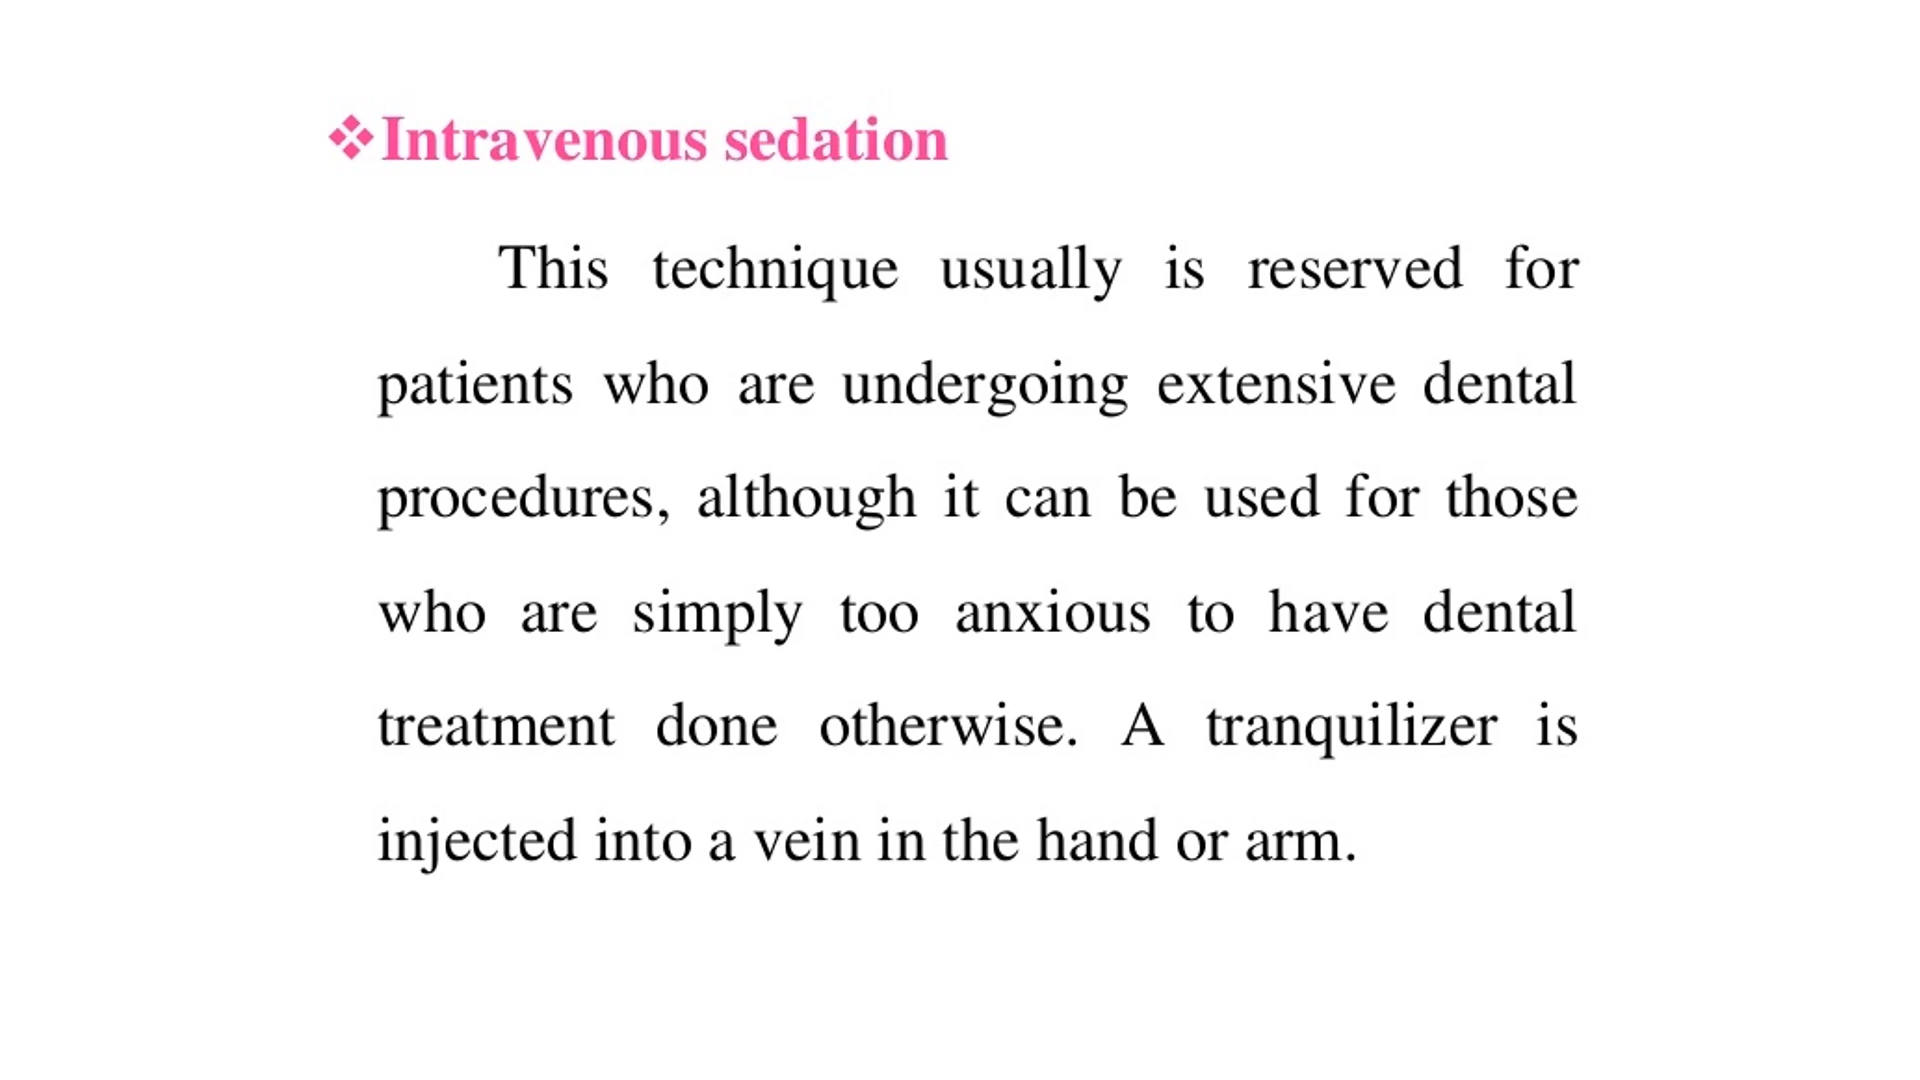 ❖Intravenous sedation
This technique usually is reserved for
patients who are undergoing extensive dental
procedures, although it can be used for those
who are simply too anxious to have dental
treatment done otherwise. A tranquilizer is
injected into a vein in the hand or arm.